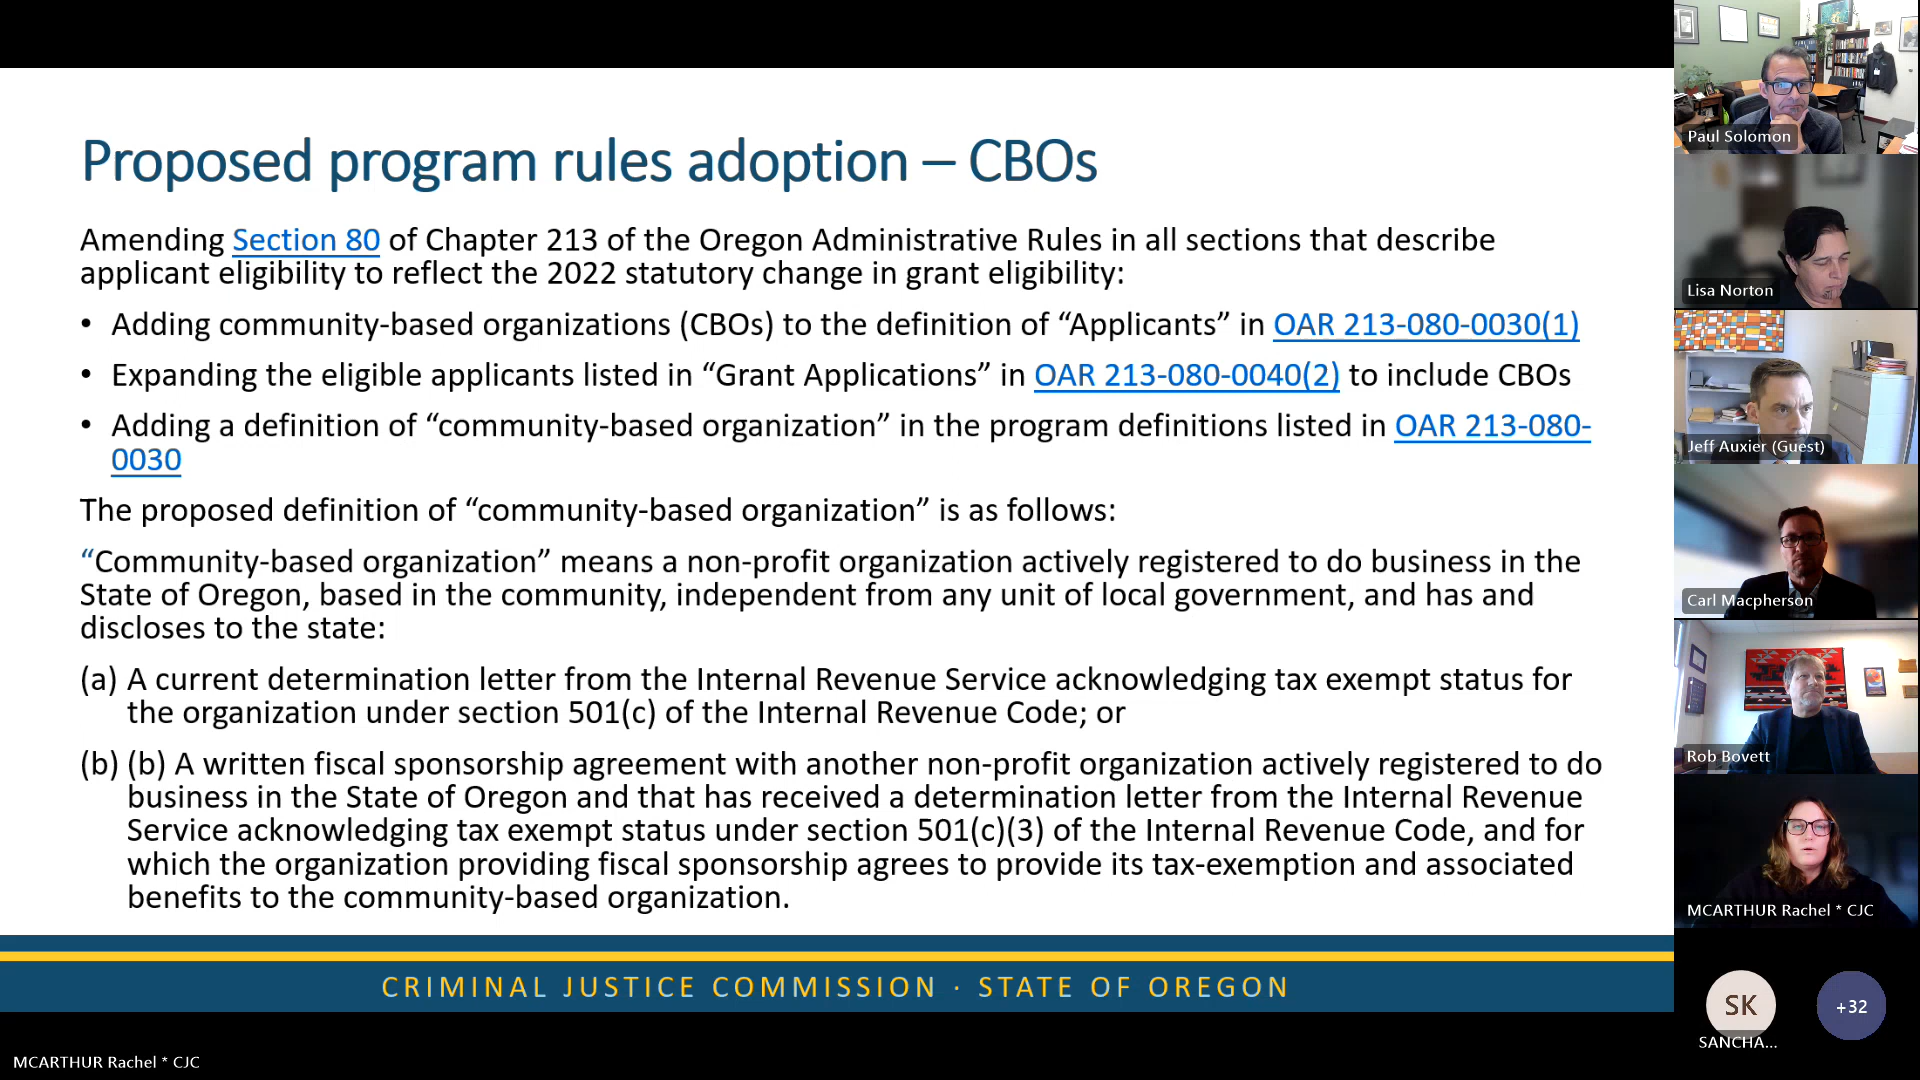 Proposed program rules adoption – CBOs
Amending Section 80 of Chapter 213 of the Oregon Administrative Rules in all sections that describe
applicant eligibility to reflect the 2022 statutory change in grant eligibility:
• Adding community-based organizations (CBOs) to the definition of “Applicants” in OAR 213-080-0030(1)
• Expanding the eligible applicants listed in “Grant Applications” in OAR 213-080-0040(2) to include CBOs
• Adding a definition of “community-based organization” in the program definitions listed in OAR 213-080-
0030
The proposed definition of “community-based organization” is as follows:
“Community-based organization” means a non-profit organization actively registered to do business in the
State of Oregon, based in the community, independent from any unit of local government, and has and
discloses to the state:
(a) A current determination letter from the Internal Revenue Service acknowledging tax exempt status for
the organization under section 501(c) of the Internal Revenue Code; or
(b) (b) A written fiscal sponsorship agreement with another non-profit organization actively registered to do
business in the State of Oregon and that has received a determination letter from the Internal Revenue
Service acknowledging tax exempt status under section 501(c)(3) of the Internal Revenue Code, and for
which the organization providing fiscal sponsorship agrees to provide its tax-exemption and associated
benefits to the community-based organization.
CRIMINAL JUSTICE COMMISSION · STATE OF OREGON
MCARTHUR Rachel * CJC
Paul Solomon
Lisa Norton
Jeff Auxier (Guest)
Carl Macpherson
Rob Bovett
MCARTHUR Rachel * CJC
SK
+32
SANCHA...